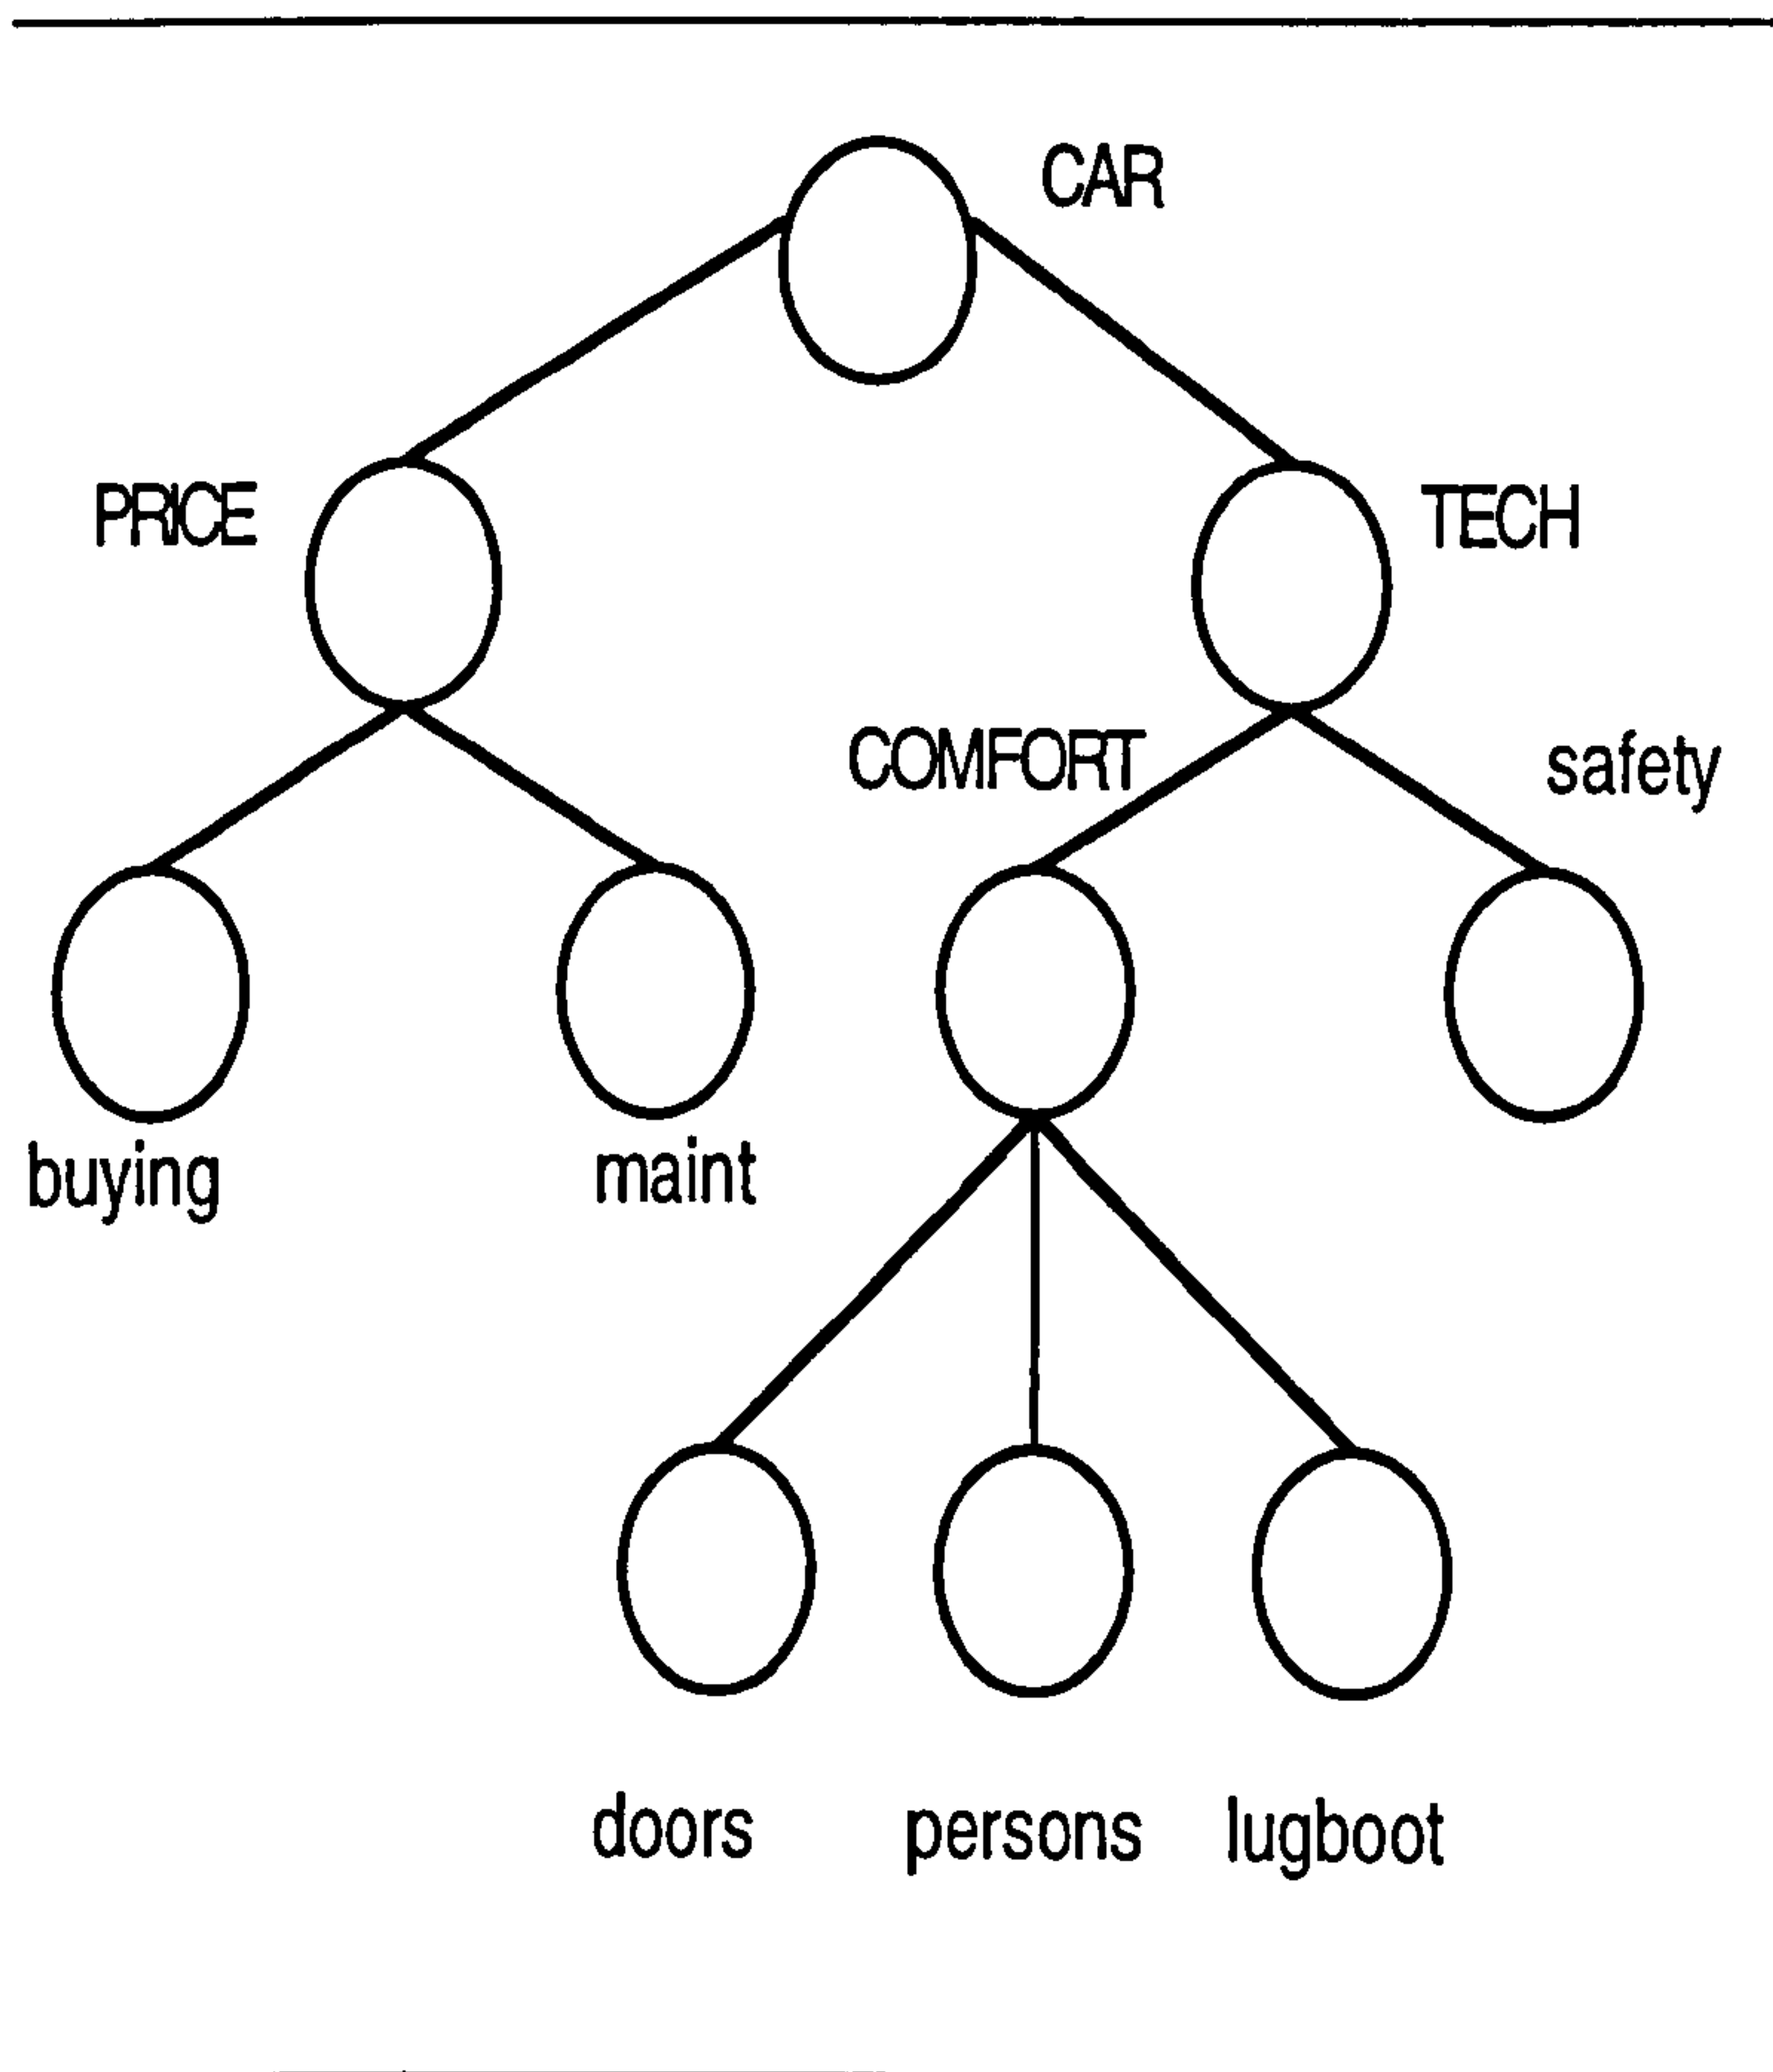 CAR
PRICE
TECH
COMFORT
safety
buying
maint
doors
persons
lugboot